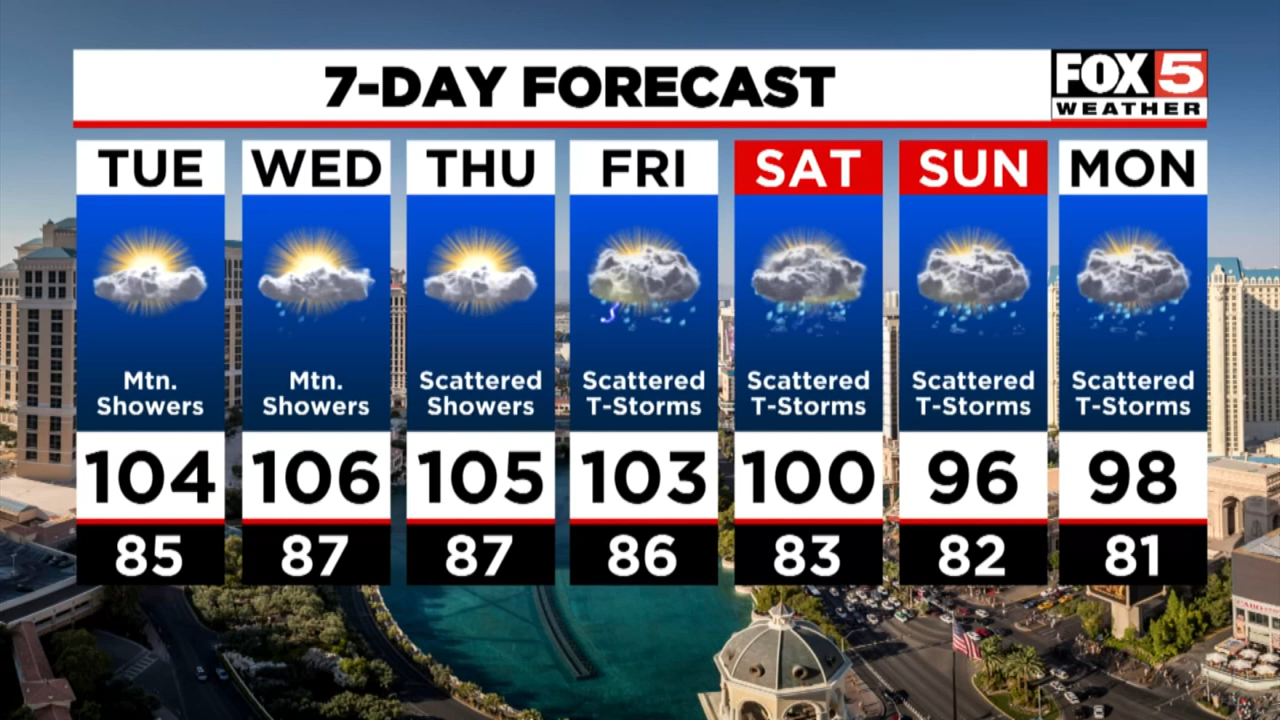 7-DAY FORECAST
FOX 5
WEATHER
TUE WED THU FRI SAT SUN MON
Mtn. Mtn. Scattered Scattered Scattered Scattered Scattered
Showers Showers Showers T-Storms T-Storms T-Storms T-Storms
104 106 105 103 100 96 98
85 87 87 86 83 82 81